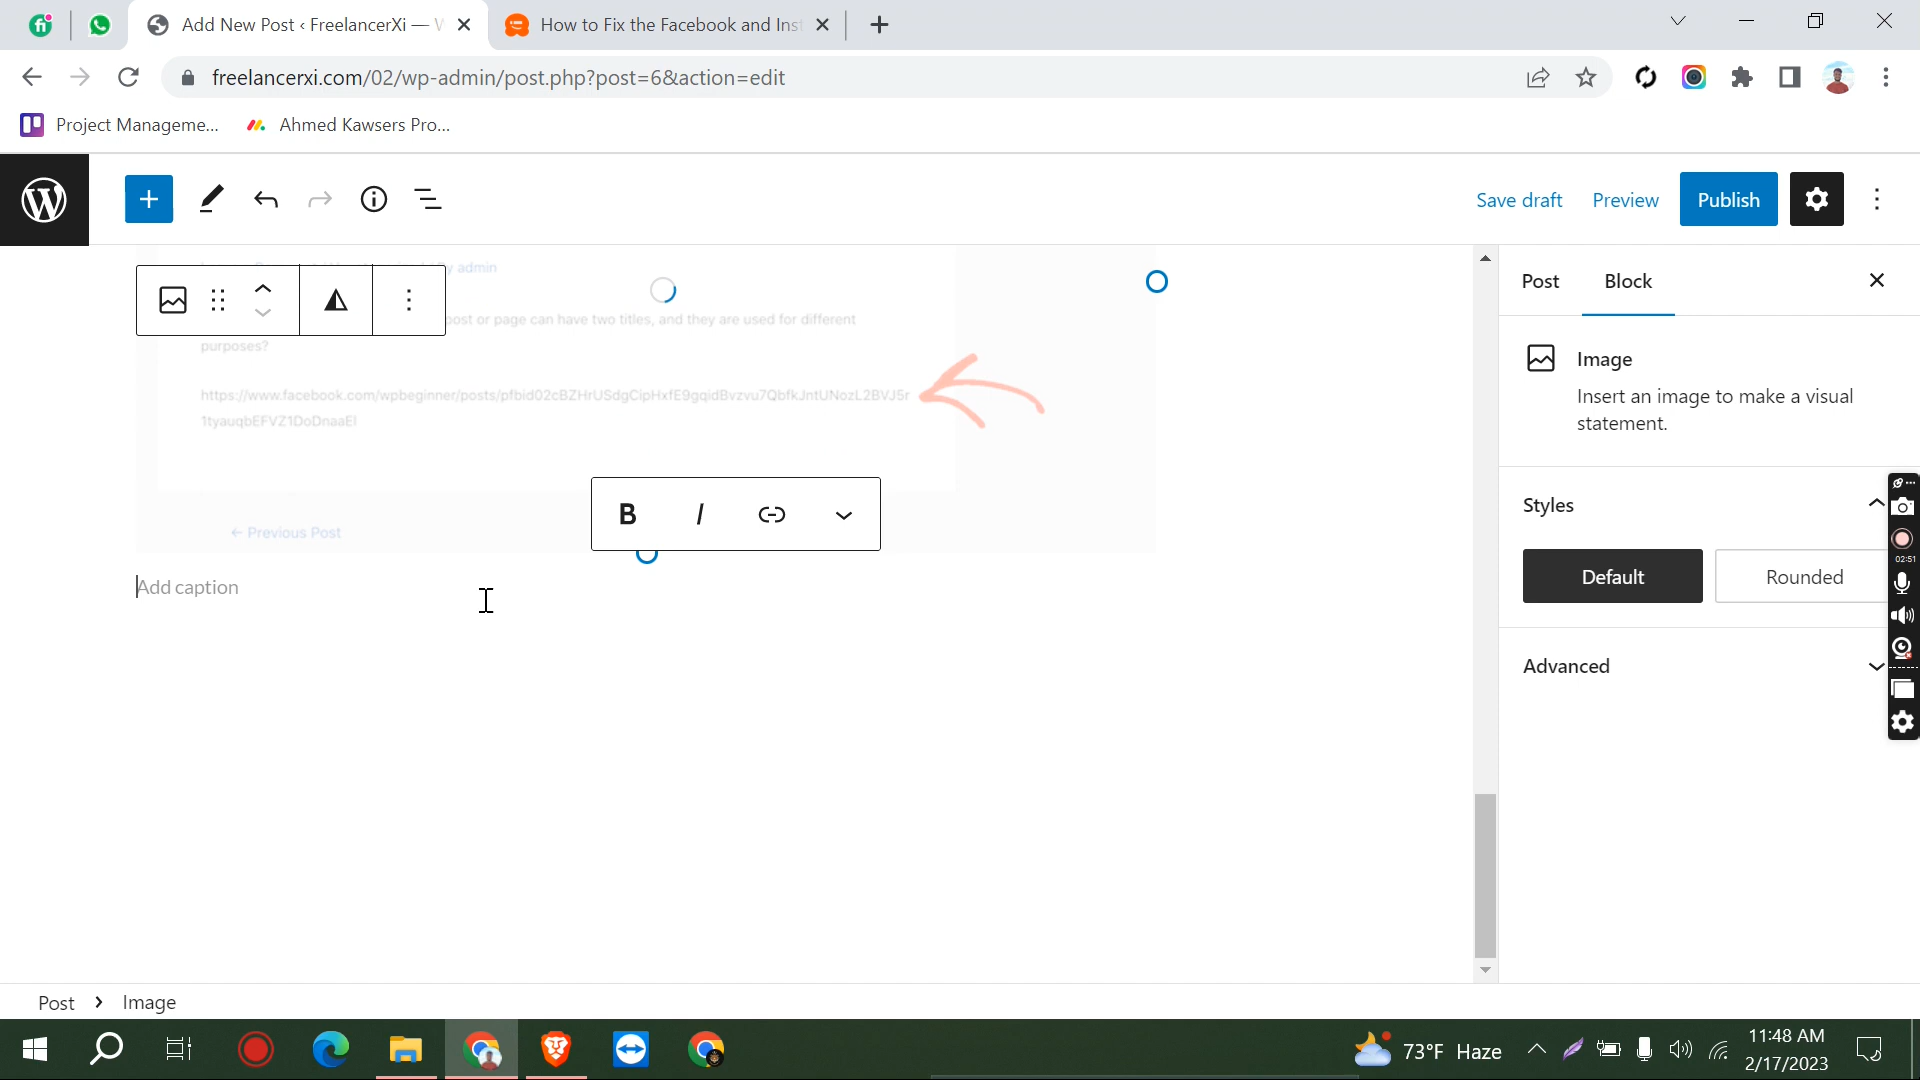 Add New Post ‹ FreelancerXi — W
How to Fix the Facebook and Inst
freelancerxi.com/02/wp-admin/post.php?post=6&action=edit
Project Manageme...
Ahmed Kawsers Pro...
Save draft
Preview
Publish
y admin
post or page can have two titles, and they are used for different
purposes?
https://www.facebook.com/wpbeginner/posts/pfbid02cBZHrUSdgCipHxfE9gqidBvzvu7QbfkJntUNozL2BVJ5r
1tyauqbEFVZ1DoDnaaEl
← Previous Post
B I
Add caption
Post
Block
Image
Insert an image to make a visual
statement.
Styles
Default
Rounded
Advanced
02:51
Post › Image
73°F Haze
11:48 AM
2/17/2023